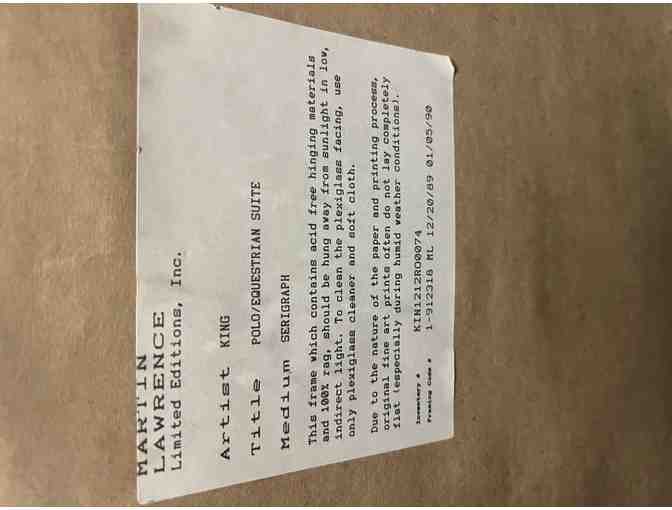 MARTIN
LAWRENCE
Limited Editions, Inc.
Artist KING
Title POLO/EQUESTRIAN SUITE
Medium SERIGRAPH
This frame which contains acid free hinging materials
and 100% rag, should be hung away from sunlight in low,
indirect light. To clean the plexiglass facing, use
only plexiglass cleaner and soft cloth.
Due to the nature of the paper and printing process,
original fine art prints often do not lay completely
flat (especially during humid weather conditions).
Inventory # KIN1212RO0074
Framing Code # 1-912318 ML 12/20/89 01/05/90